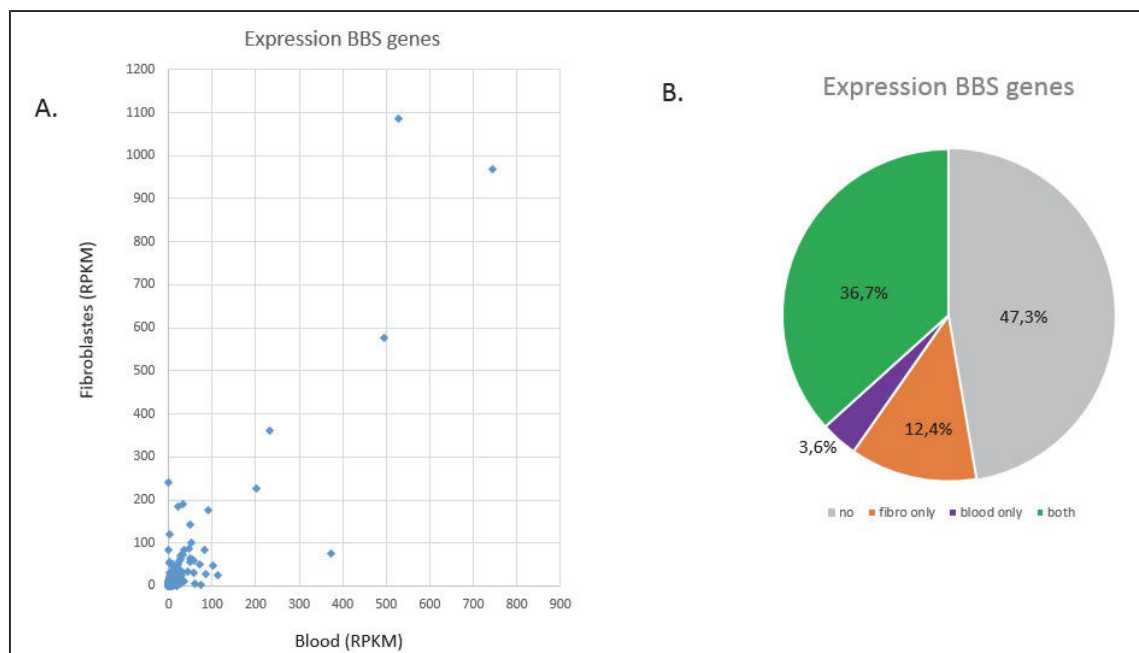 A.
Expression BBS genes
1200
1100
1000
900
800
700
600
500
400
300
200
100
0
Fibroblastes (RPKM)
0 100 200 300 400 500 600 700 800 900
Blood (RPKM)
B.
Expression BBS genes
36,7%
47,3%
12,4%
3,6%
no fibro only blood only both